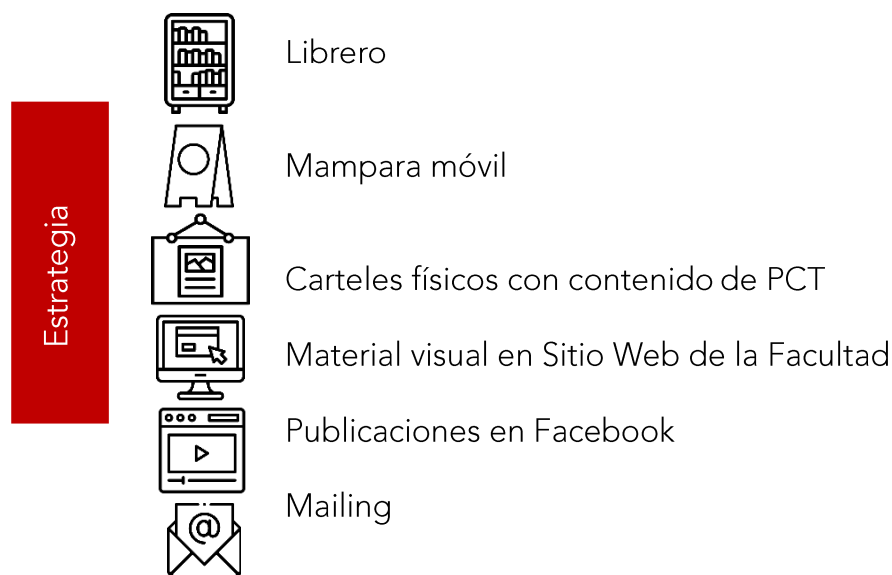 Estrategia
Librero
Mampara móvil
Carteles físicos con contenido de PCT
Material visual en Sitio Web de la Facultad
Publicaciones en Facebook
Mailing
@